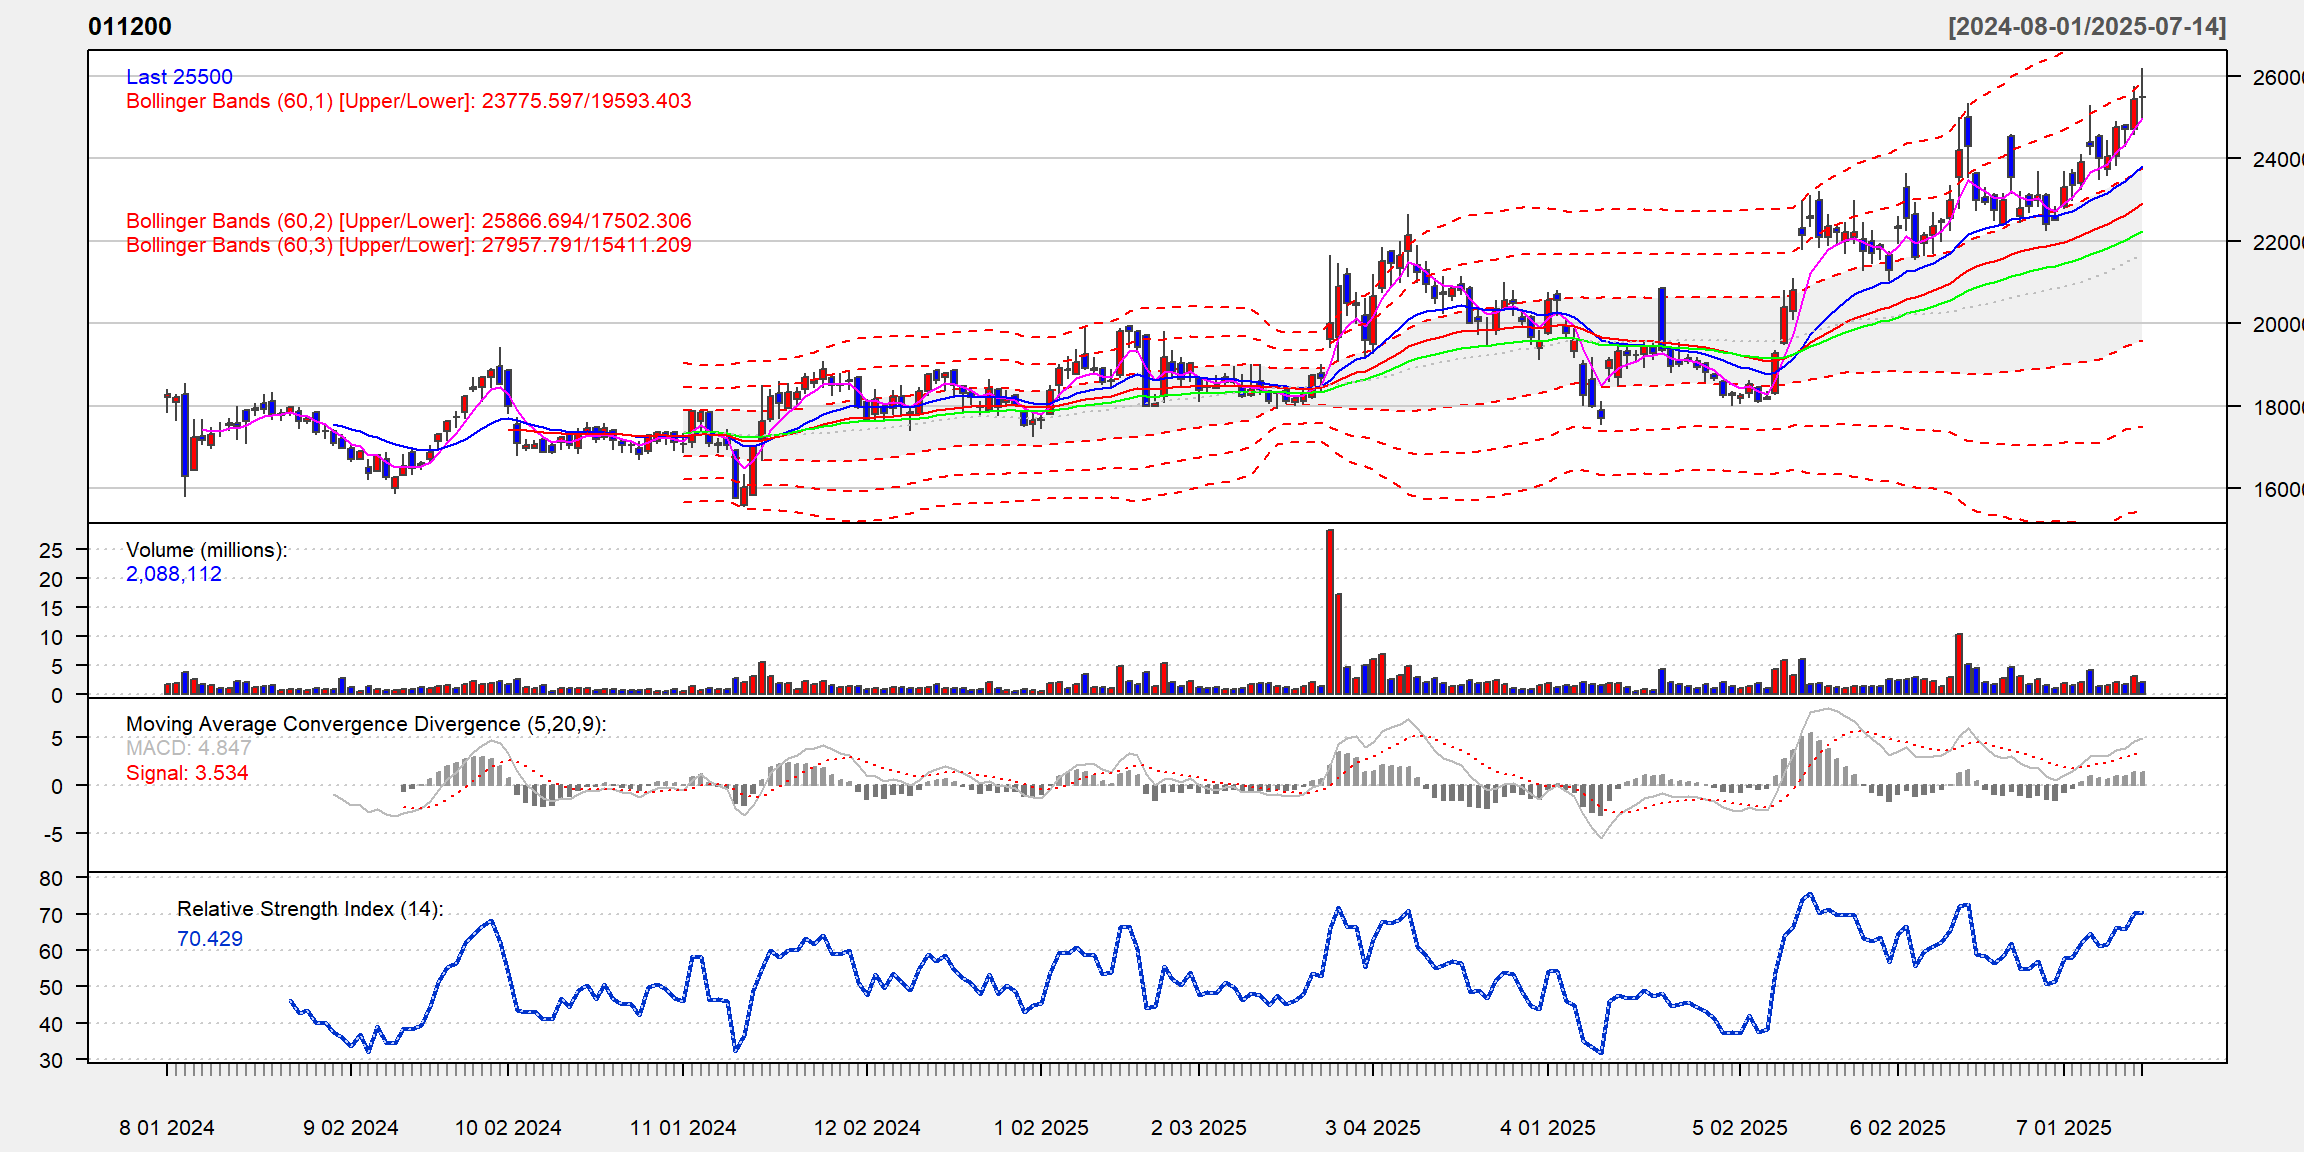 011200
[2024-08-01/2025-07-14]
Last 25500
Bollinger Bands (60,1) [Upper/Lower]: 23775.597/19593.403
Bollinger Bands (60,2) [Upper/Lower]: 25866.694/17502.306
Bollinger Bands (60,3) [Upper/Lower]: 27957.791/15411.209
26000
24000
22000
20000
18000
16000
Volume (millions):
2,088,112
25
20
15
10
5
0
Moving Average Convergence Divergence (5,20,9):
MACD: 4.847
Signal: 3.534
5
0
-5
Relative Strength Index (14):
70.429
80
70
60
50
40
30
8 01 2024
9 02 2024
10 02 2024
11 01 2024
12 02 2024
1 02 2025
2 03 2025
3 04 2025
4 01 2025
5 02 2025
6 02 2025
7 01 2025